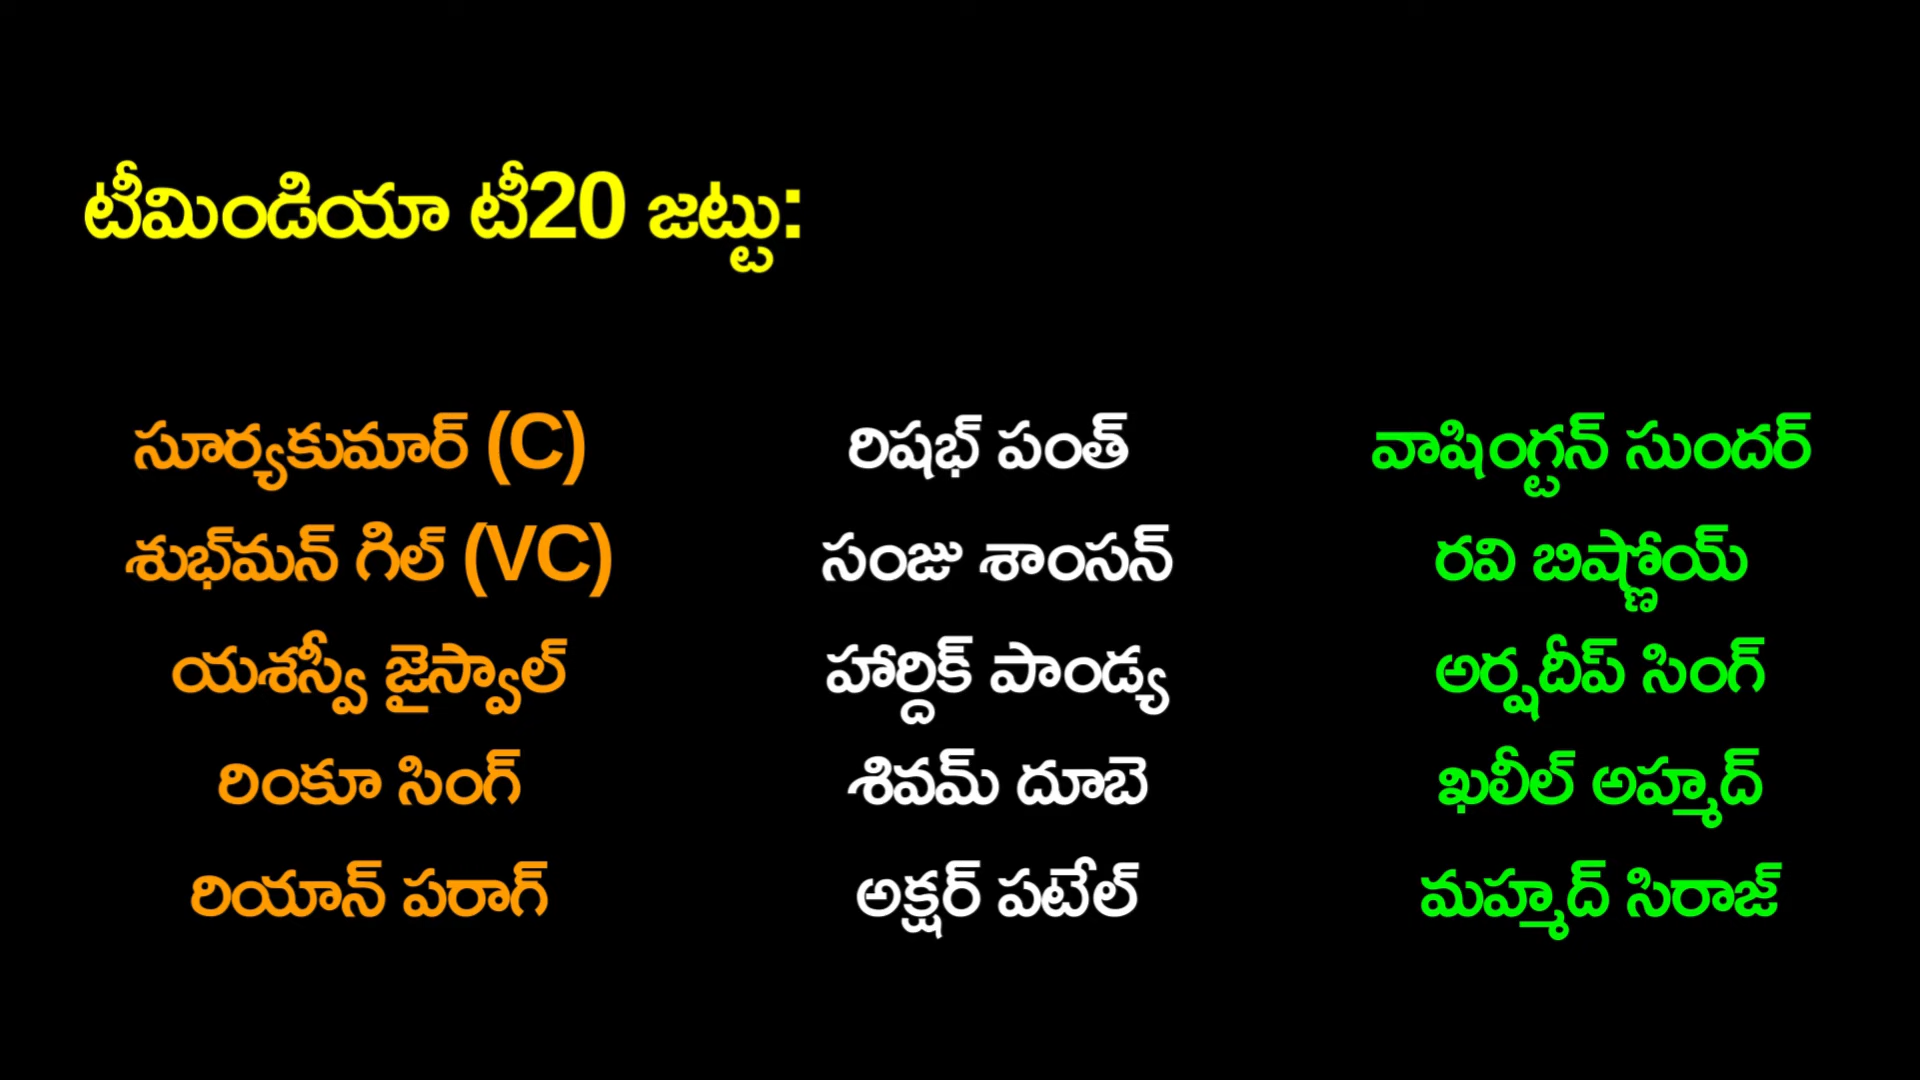 టీమిండియా టీ20 జట్టు:
సూర్యకుమార్ (C)
శుభ్‌మన్ గిల్ (VC)
యశస్వీ జైస్వాల్
రింకూ సింగ్
రియాన్ పరాగ్
రిషభ్ పంత్
సంజు శాంసన్
హార్దిక్ పాండ్య
శివమ్ దూబె
అక్షర్ పటేల్
వాషింగ్టన్ సుందర్
రవి బిష్ణోయ్
అర్షదీప్ సింగ్
ఖలీల్ అహ్మద్
మహ్మద్ సిరాజ్